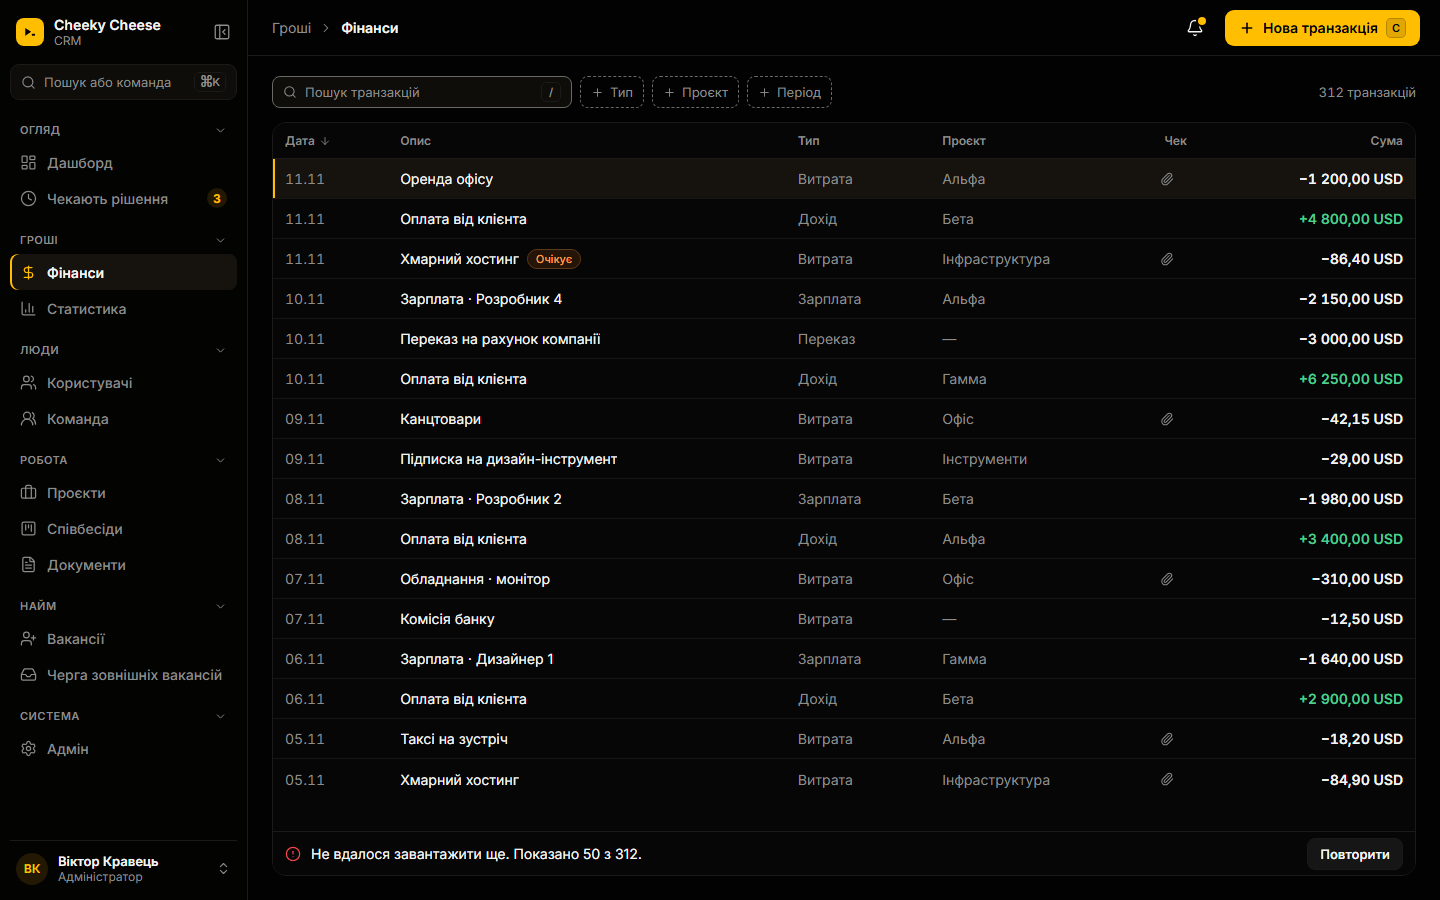 Cheeky Cheese
CRM
Пошук або команда ⌘K
ОГЛЯД
Дашборд
Чекають рішення 3
ГРОШІ
Фінанси
Статистика
ЛЮДИ
Користувачі
Команда
РОБОТА
Проєкти
Співбесіди
Документи
НАЙМ
Вакансії
Черга зовнішніх вакансій
СИСТЕМА
Адмін
ВК Віктор Кравець
Адміністратор
Гроші > Фінанси
+ Нова транзакція C
Пошук транзакцій /
+ Тип + Проєкт + Період 312 транзакцій
Дата ↓ Опис Тип Проєкт Чек Сума
11.11 Оренда офісу Витрата Альфа −1 200,00 USD
11.11 Оплата від клієнта Дохід Бета +4 800,00 USD
11.11 Хмарний хостинг Очікує Витрата Інфраструктура −86,40 USD
10.11 Зарплата · Розробник 4 Зарплата Альфа −2 150,00 USD
10.11 Переказ на рахунок компанії Переказ — −3 000,00 USD
10.11 Оплата від клієнта Дохід Гамма +6 250,00 USD
09.11 Канцтовари Витрата Офіс −42,15 USD
09.11 Підписка на дизайн-інструмент Витрата Інструменти −29,00 USD
08.11 Зарплата · Розробник 2 Зарплата Бета −1 980,00 USD
08.11 Оплата від клієнта Дохід Альфа +3 400,00 USD
07.11 Обладнання · монітор Витрата Офіс −310,00 USD
07.11 Комісія банку Витрата — −12,50 USD
06.11 Зарплата · Дизайнер 1 Зарплата Гамма −1 640,00 USD
06.11 Оплата від клієнта Дохід Бета +2 900,00 USD
05.11 Таксі на зустріч Витрата Альфа −18,20 USD
05.11 Хмарний хостинг Витрата Інфраструктура −84,90 USD
Не вдалося завантажити ще. Показано 50 з 312. Повторити